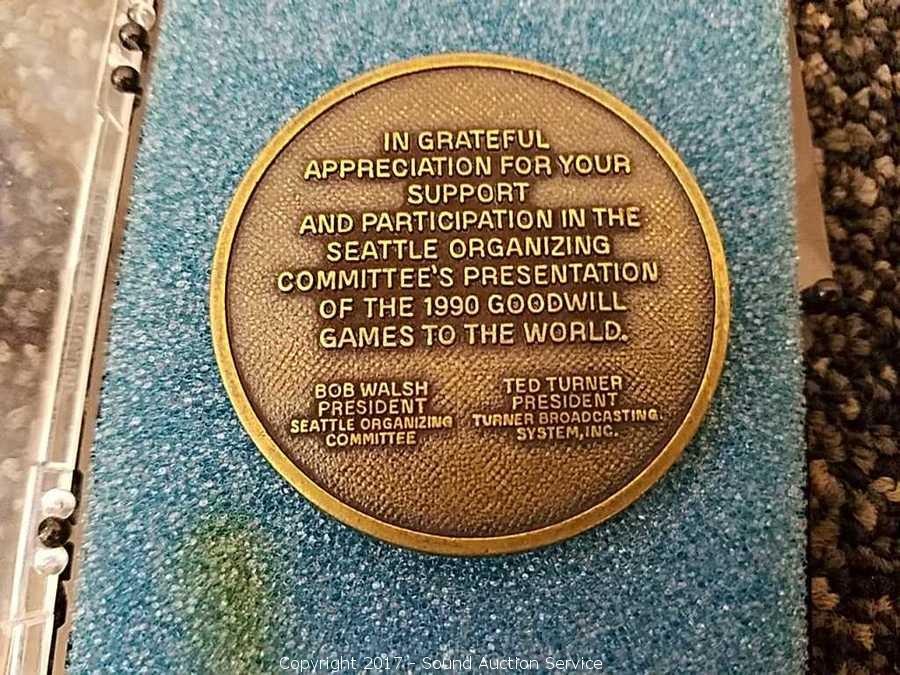 IN GRATEFUL
APPRECIATION FOR YOUR
SUPPORT
AND PARTICIPATION IN THE
SEATTLE ORGANIZING
COMMITTEE'S PRESENTATION
OF THE 1990 GOODWILL
GAMES TO THE WORLD.
BOB WALSH
PRESIDENT
SEATTLE ORGANIZING
COMMITTEE
TED TURNER
PRESIDENT
TURNER BROADCASTING
SYSTEM, INC.
Copyright 2017 - Sound Auction Service